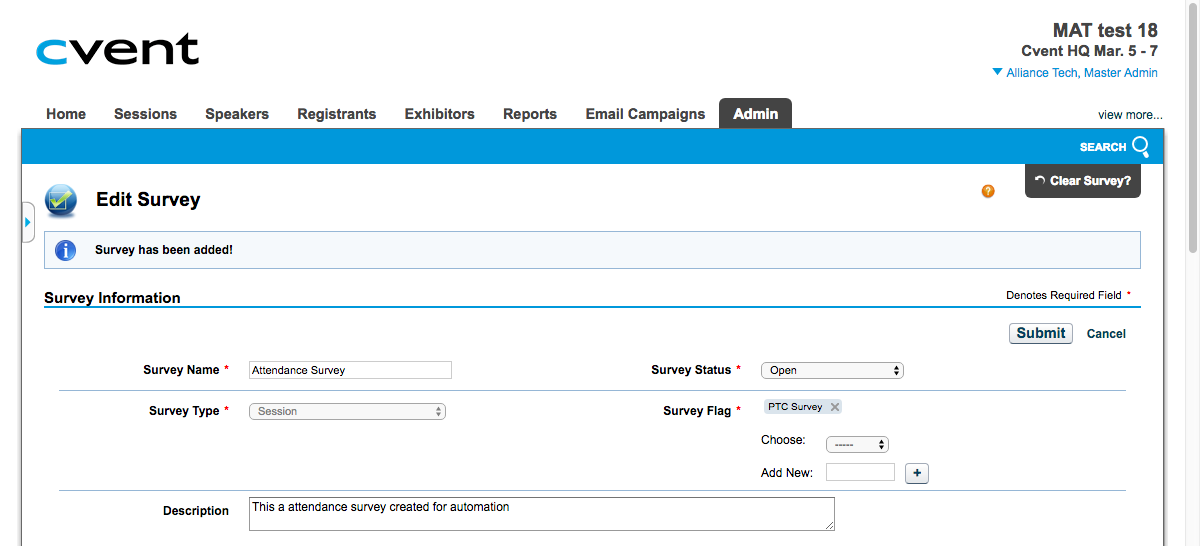 cvent
MAT test 18
Cvent HQ Mar. 5 - 7
Alliance Tech, Master Admin
Home Sessions Speakers Registrants Exhibitors Reports Email Campaigns Admin view more...
SEARCH
Clear Survey?
Edit Survey
?
i Survey has been added!
Survey Information
Denotes Required Field *
Submit Cancel
Survey Name * Attendance Survey
Survey Status * Open
Survey Type * Session
Survey Flag * PTC Survey
Choose: -----
Add New: +
Description This a attendance survey created for automation